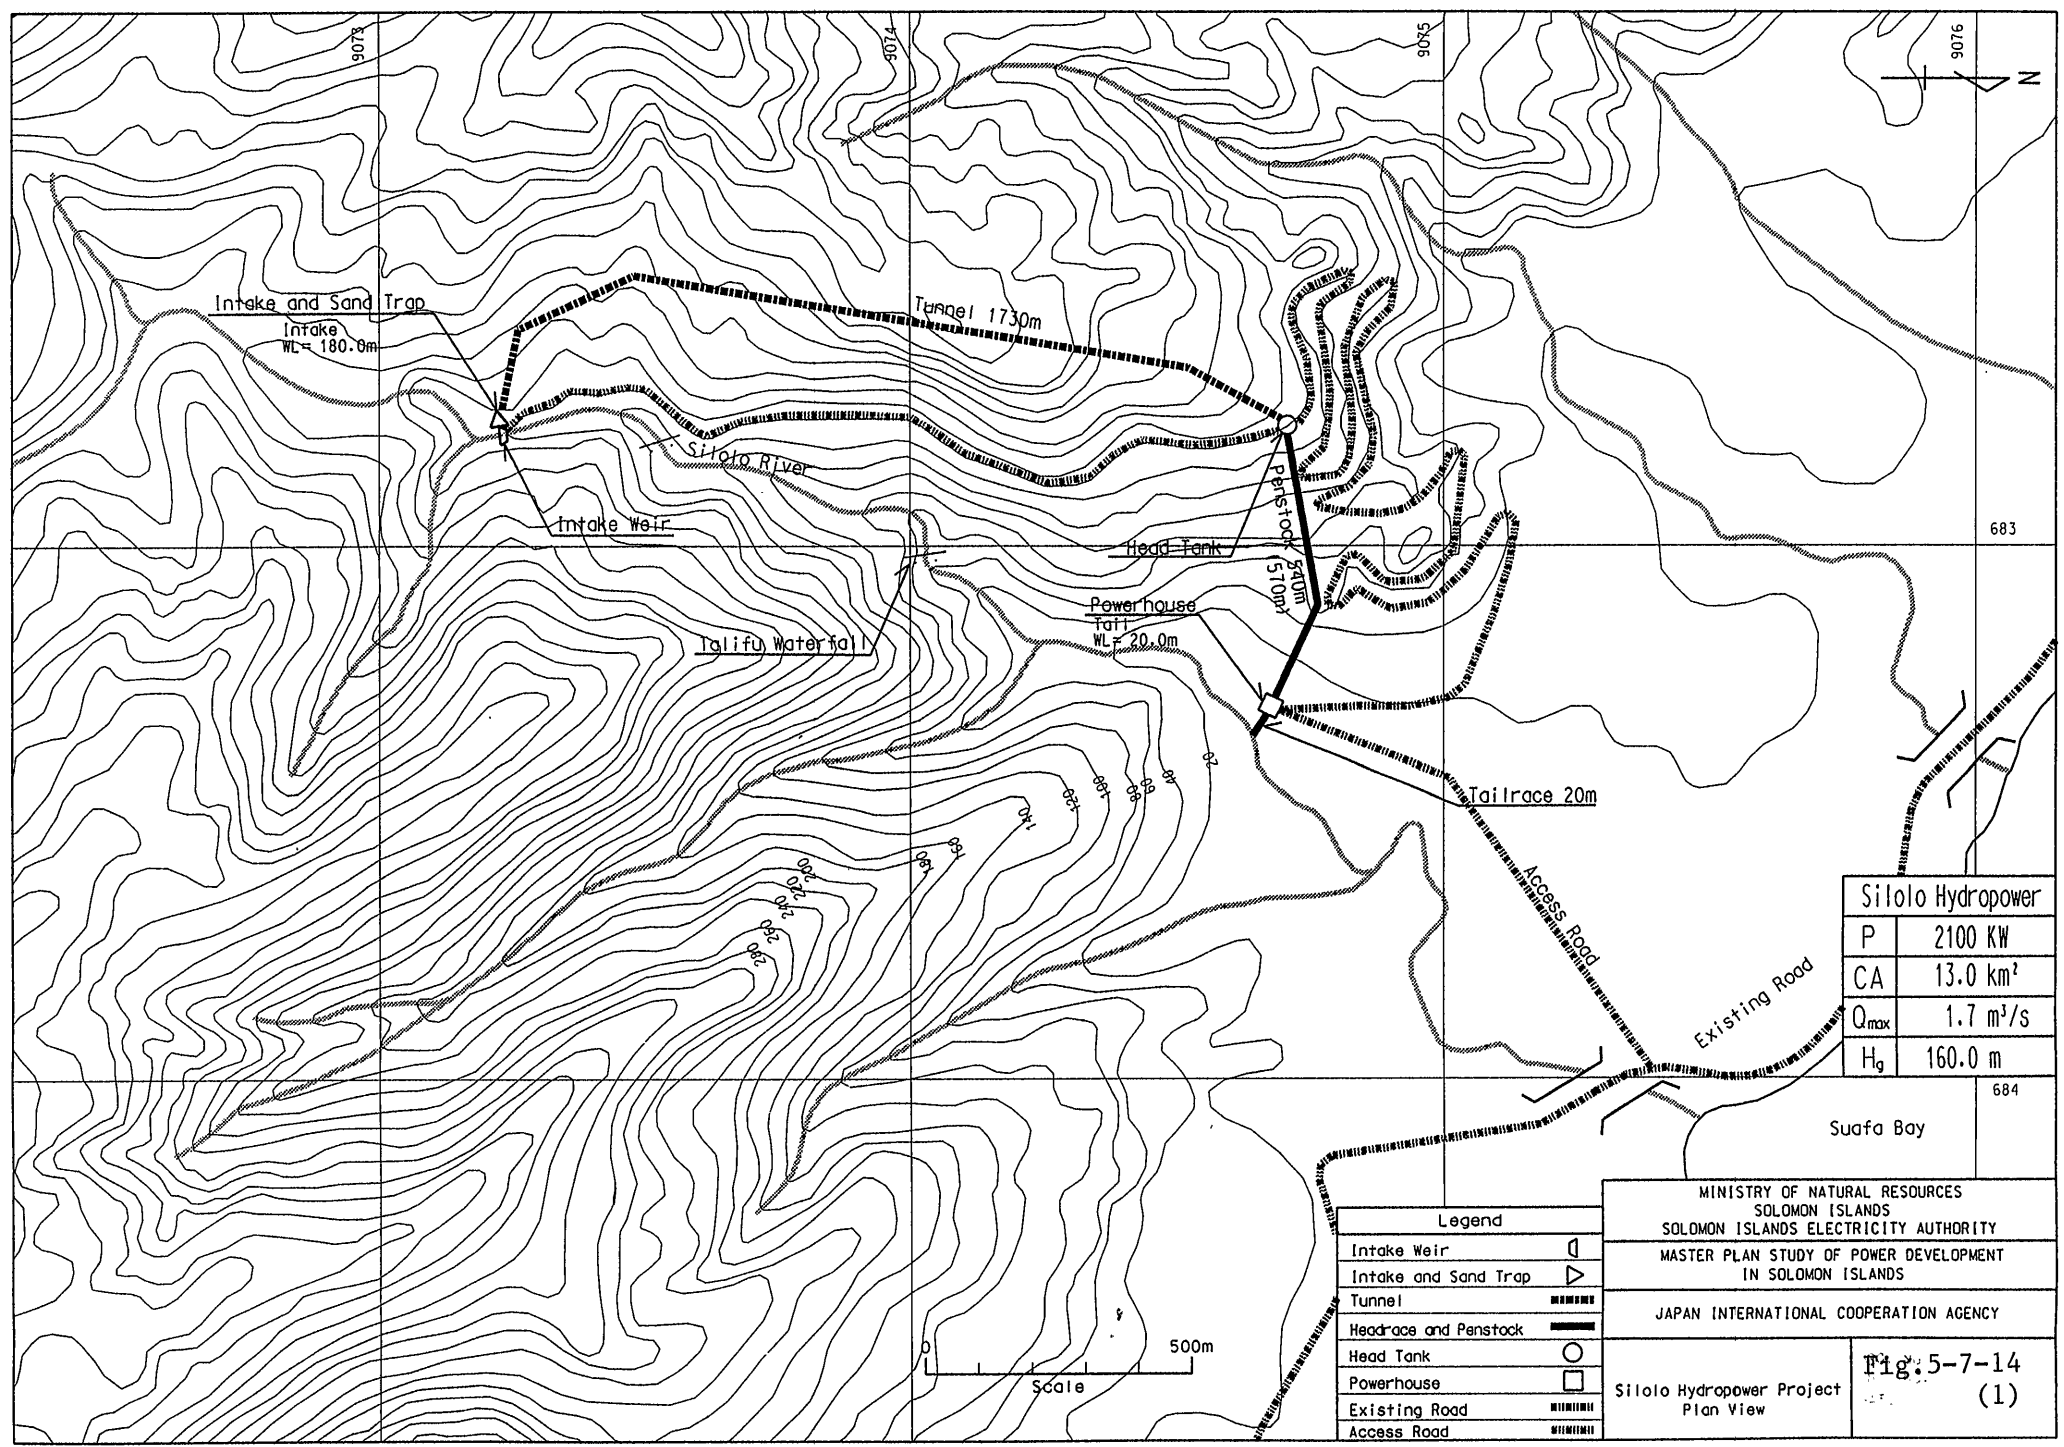 9073
9074
9075
9076
N
Intake and Sand Trap
Intake
WL= 180.0m
Tunnel 1730m
Silolo River
Intake Weir
Head Tank
Penstock 540m
(570m)
683
Powerhouse
Tail
WL= 20.0m
Talifu Waterfall
Tailrace 20m
20
40
60
80
100
120
140
160
180
200
220
240
260
280
Access Road
Existing Road
Silolo Hydropower
P 2100 KW
CA 13.0 km²
Qmax 1.7 m³/s
Hg 160.0 m
684
Suafa Bay
0 500m
Scale
Legend
Intake Weir
Intake and Sand Trap
Tunnel
Headrace and Penstock
Head Tank
Powerhouse
Existing Road
Access Road
MINISTRY OF NATURAL RESOURCES
SOLOMON ISLANDS
SOLOMON ISLANDS ELECTRICITY AUTHORITY
MASTER PLAN STUDY OF POWER DEVELOPMENT
IN SOLOMON ISLANDS
JAPAN INTERNATIONAL COOPERATION AGENCY
Silolo Hydropower Project
Plan View
Fig.5-7-14
(1)